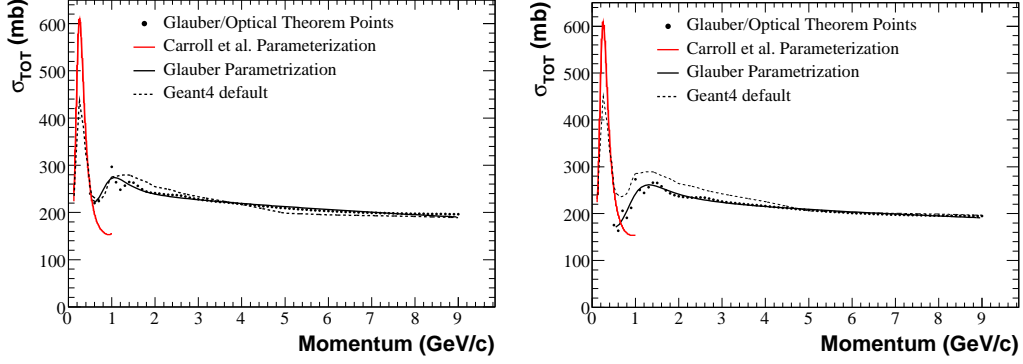 σTOT (mb)
600
500
400
300
200
100
0
Glauber/Optical Theorem Points
Carroll et al. Parameterization
Glauber Parametrization
Geant4 default
0 1 2 3 4 5 6 7 8 9
Momentum (GeV/c)
σTOT (mb)
600
500
400
300
200
100
0
Glauber/Optical Theorem Points
Carroll et al. Parameterization
Glauber Parametrization
Geant4 default
0 1 2 3 4 5 6 7 8 9
Momentum (GeV/c)